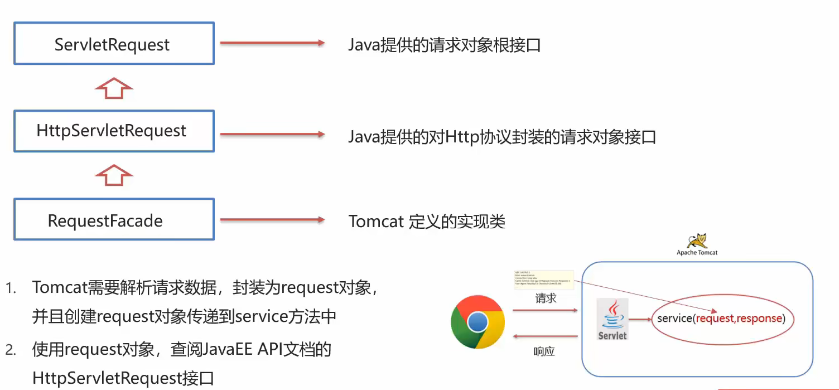 ServletRequest
Java提供的请求对象根接口
HttpServletRequest
Java提供的对Http协议封装的请求对象接口
RequestFacade
Tomcat 定义的实现类
1. Tomcat需要解析请求数据，封装为request对象，
并且创建request对象传递到service方法中
2. 使用request对象，查阅JavaEE API文档的
HttpServletRequest接口
Apache Tomcat
请求
响应
Java
Servlet
service(request,response)